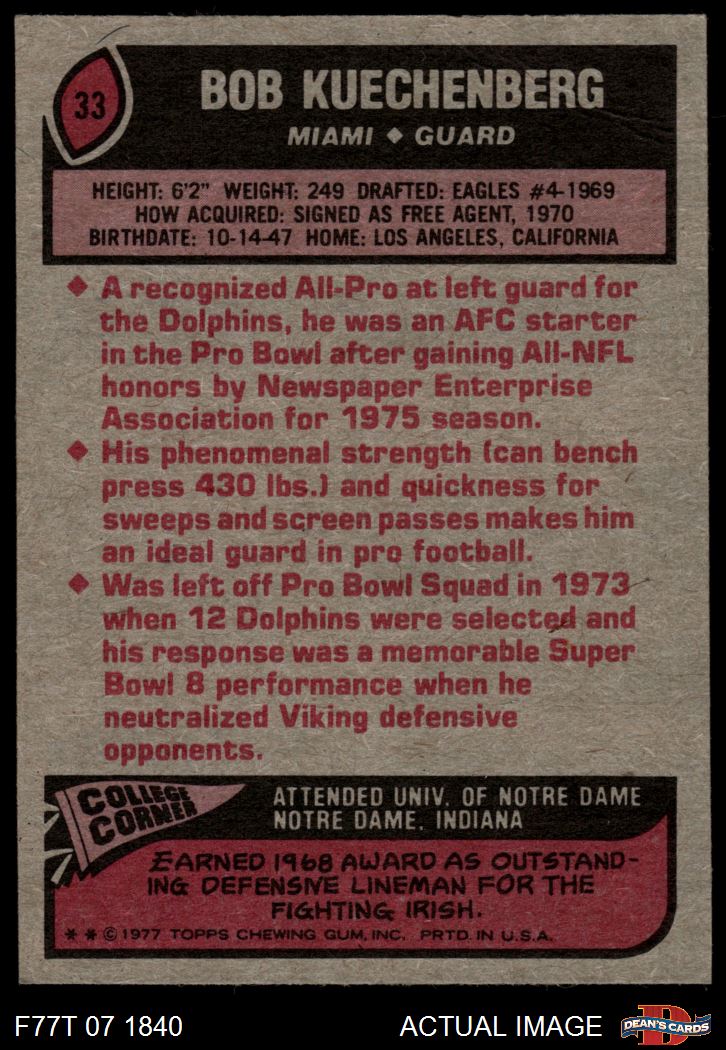 33
BOB KUECHENBERG
MIAMI ◆ GUARD
HEIGHT: 6'2" WEIGHT: 249 DRAFTED: EAGLES #4-1969
HOW ACQUIRED: SIGNED AS FREE AGENT, 1970
BIRTHDATE: 10-14-47 HOME: LOS ANGELES, CALIFORNIA
◆ A recognized All-Pro at left guard for
the Dolphins, he was an AFC starter
in the Pro Bowl after gaining All-NFL
honors by Newspaper Enterprise
Association for 1975 season.
◆ His phenomenal strength (can bench
press 430 lbs.) and quickness for
sweeps and screen passes makes him
an ideal guard in pro football.
◆ Was left off Pro Bowl Squad in 1973
when 12 Dolphins were selected and
his response was a memorable Super
Bowl 8 performance when he
neutralized Viking defensive
opponents.
COLLEGE
CORNER
ATTENDED UNIV. OF NOTRE DAME
NOTRE DAME, INDIANA
EARNED 1968 AWARD AS OUTSTAND-
ING DEFENSIVE LINEMAN FOR THE
FIGHTING IRISH.
* * © 1977 TOPPS CHEWING GUM, INC. PRTD. IN U.S.A.
F77T 07 1840
ACTUAL IMAGE
D
DEAN'S CARDS